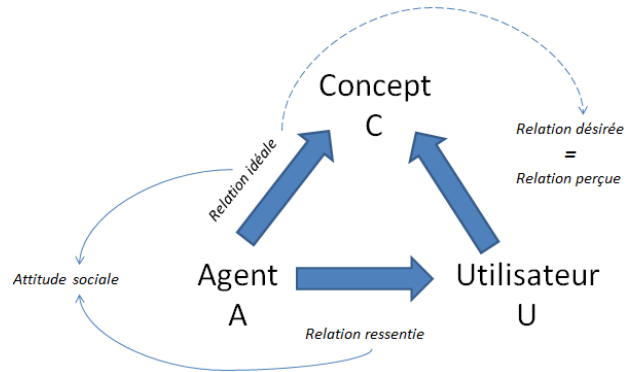 Concept
C
Relation désirée
=
Relation perçue
Relation idéale
Attitude sociale
Agent
A
Utilisateur
U
Relation ressentie